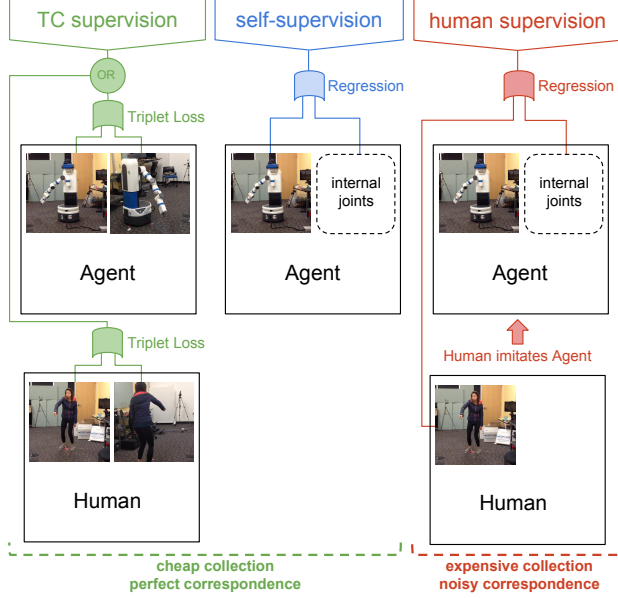 TC supervision
self-supervision
human supervision
OR
Triplet Loss
Regression
Regression
internal
joints
internal
joints
Agent
Agent
Agent
Triplet Loss
Human imitates Agent
Human
Human
cheap collection
perfect correspondence
expensive collection
noisy correspondence